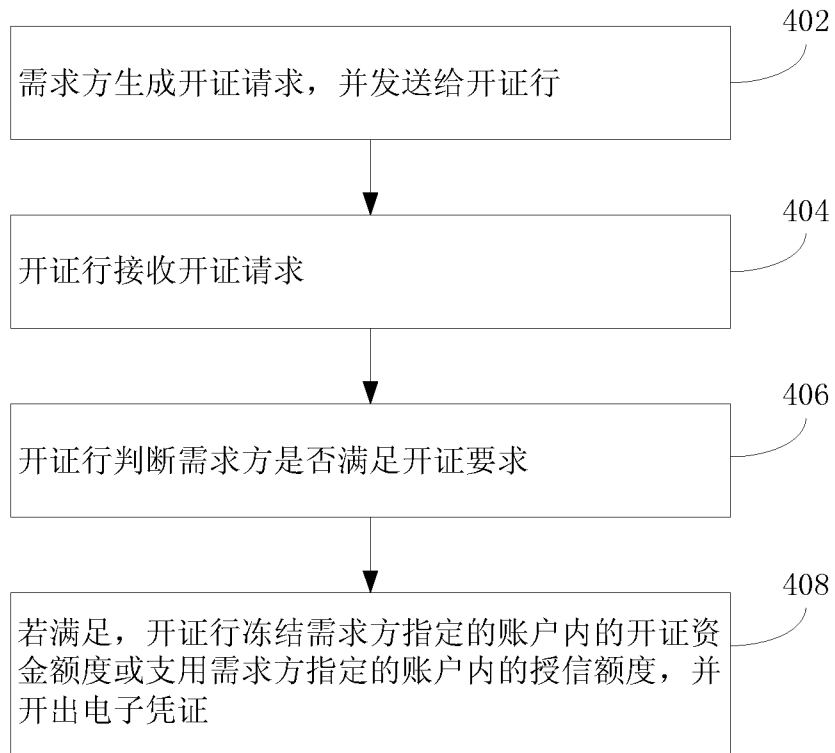 402
需求方生成开证请求，并发送给开证行
404
开证行接收开证请求
406
开证行判断需求方是否满足开证要求
408
若满足，开证行冻结需求方指定的账户内的开证资
金额度或支用需求方指定的账户内的授信额度，并
开出电子凭证